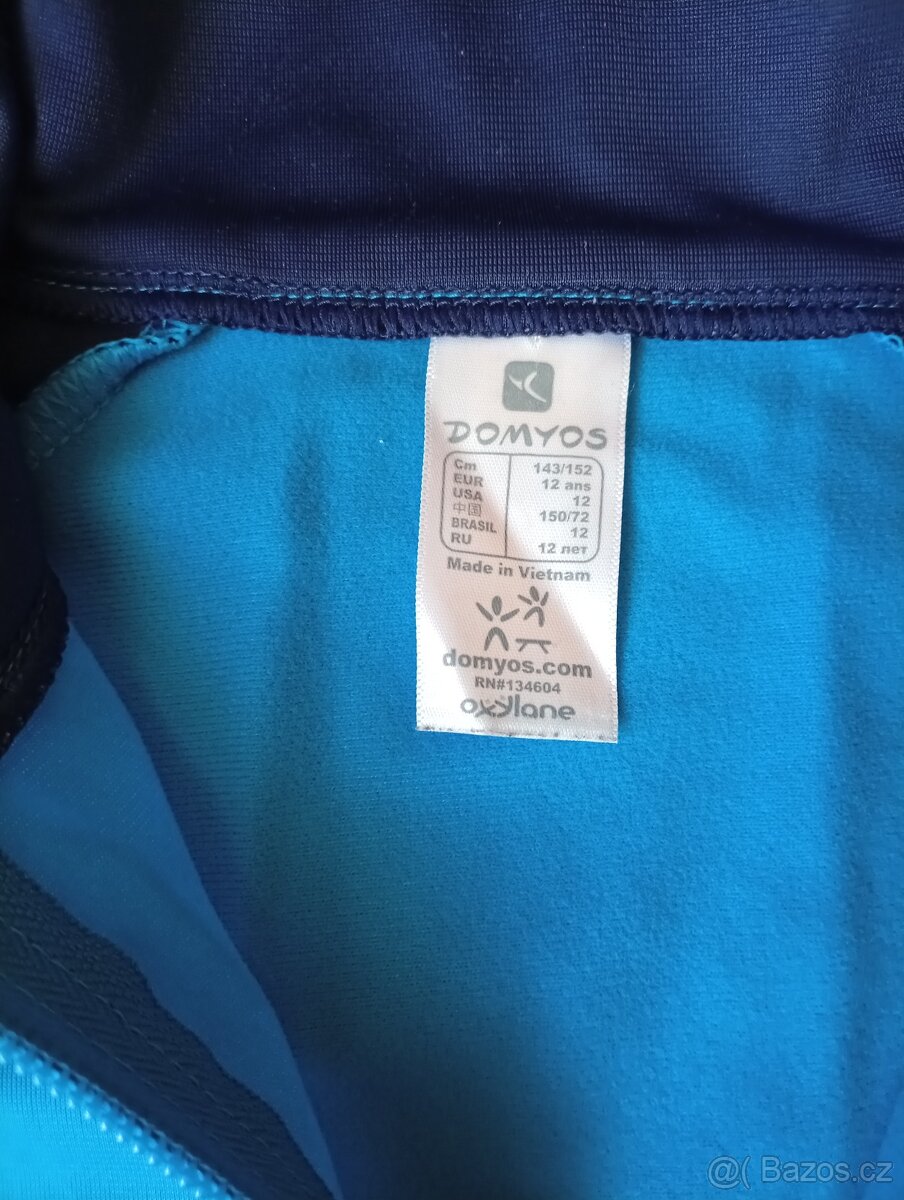 DOMYOS
Cm 143/152
EUR 12 ans
USA 12
中国 150/72
BRASIL 12
RU 12 лет
Made in Vietnam
domyos.com
RN#134604
oxylane
@( Bazos.cz